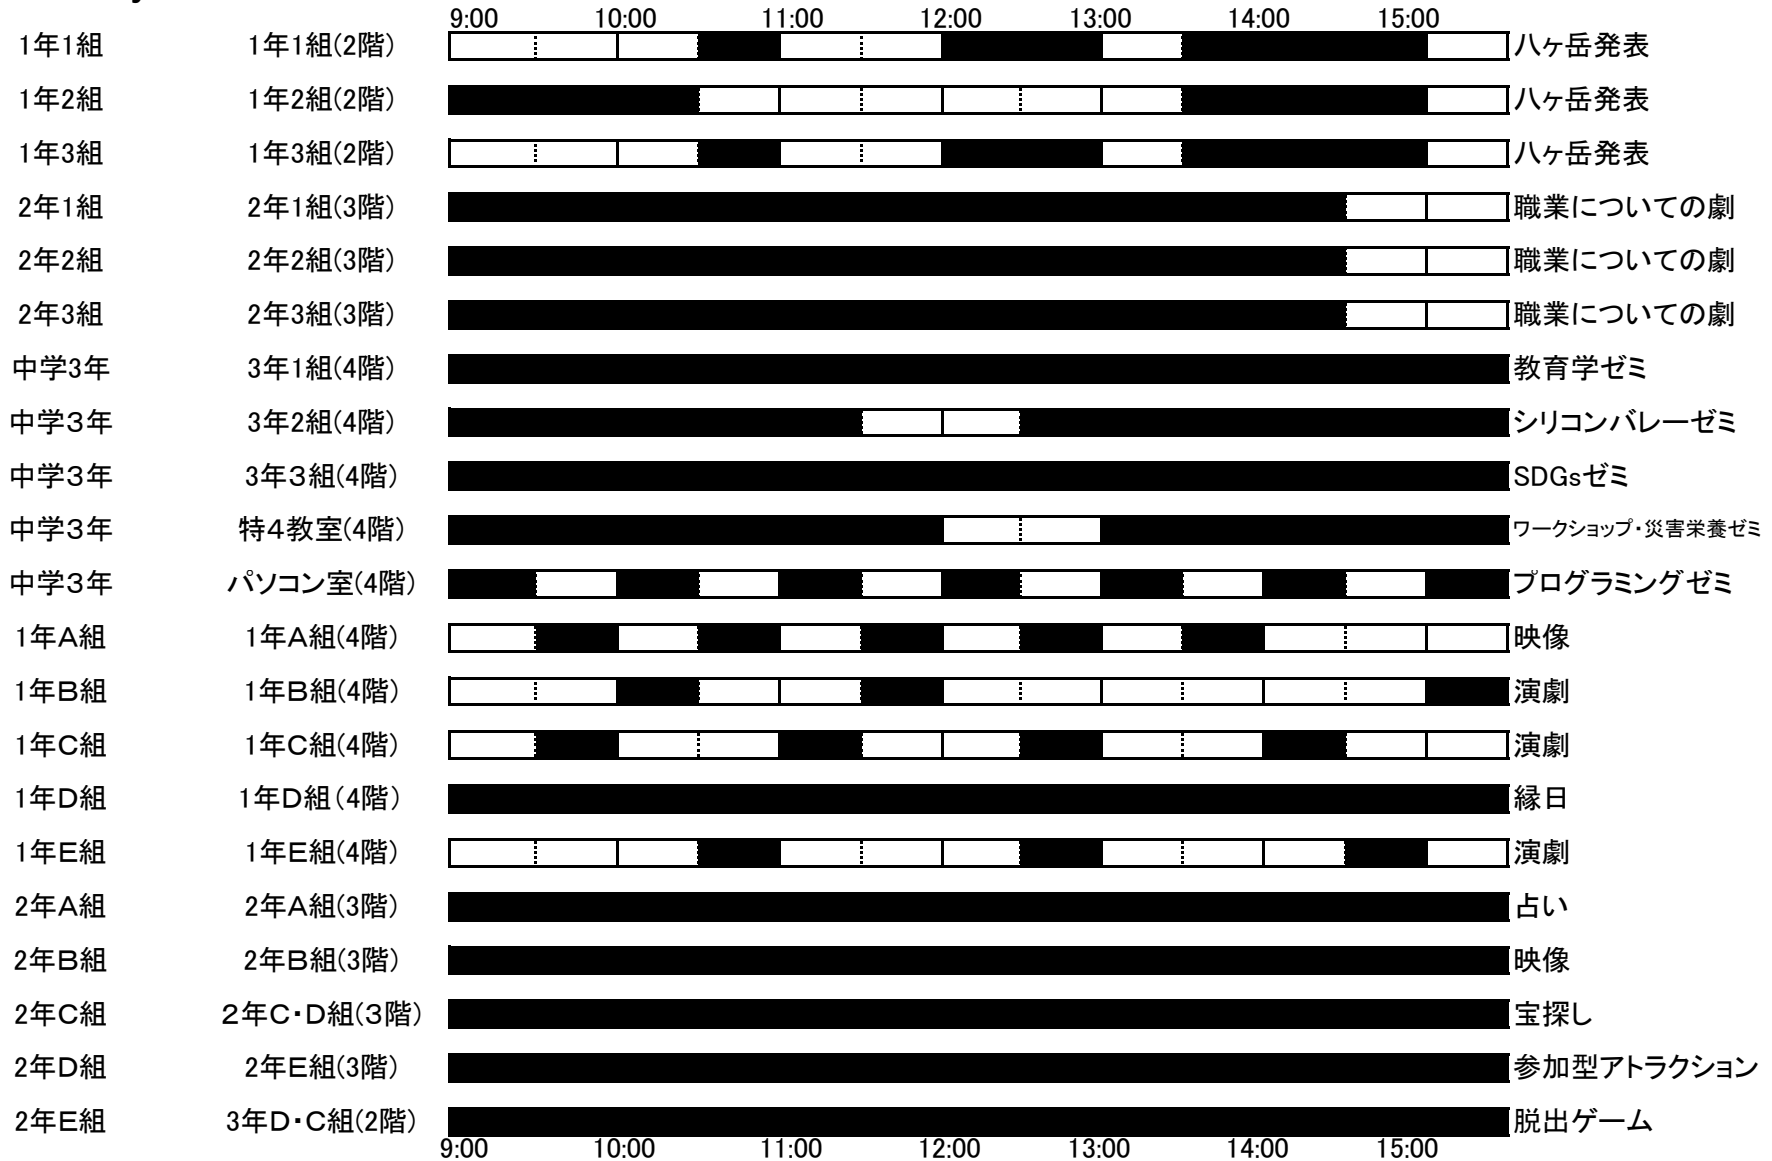 9:00 10:00 11:00 12:00 13:00 14:00 15:00
1年1組 1年1組(2階) 八ヶ岳発表
1年2組 1年2組(2階) 八ヶ岳発表
1年3組 1年3組(2階) 八ヶ岳発表
2年1組 2年1組(3階) 職業についての劇
2年2組 2年2組(3階) 職業についての劇
2年3組 2年3組(3階) 職業についての劇
中学3年 3年1組(4階) 教育学ゼミ
中学3年 3年2組(4階) シリコンバレーゼミ
中学3年 3年3組(4階) SDGsゼミ
中学3年 特4教室(4階) ワークショップ・災害栄養ゼミ
中学3年 パソコン室(4階) プログラミングゼミ
1年A組 1年A組(4階) 映像
1年B組 1年B組(4階) 演劇
1年C組 1年C組(4階) 演劇
1年D組 1年D組(4階) 縁日
1年E組 1年E組(4階) 演劇
2年A組 2年A組(3階) 占い
2年B組 2年B組(3階) 映像
2年C組 2年C・D組(3階) 宝探し
2年D組 2年E組(3階) 参加型アトラクション
2年E組 3年D・C組(2階) 脱出ゲーム
9:00 10:00 11:00 12:00 13:00 14:00 15:00